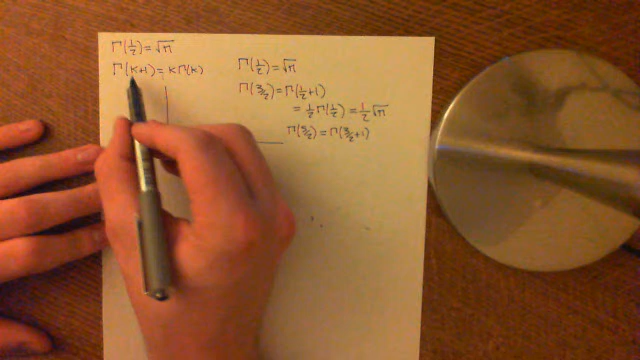 Γ(1/2) = √π
Γ(K+1) = KΓ(K)
Γ(1/2) = √π
Γ(3/2) = Γ(1/2+1)
= 1/2 Γ(1/2) = 1/2 √π
Γ(5/2) = Γ(3/2+1)